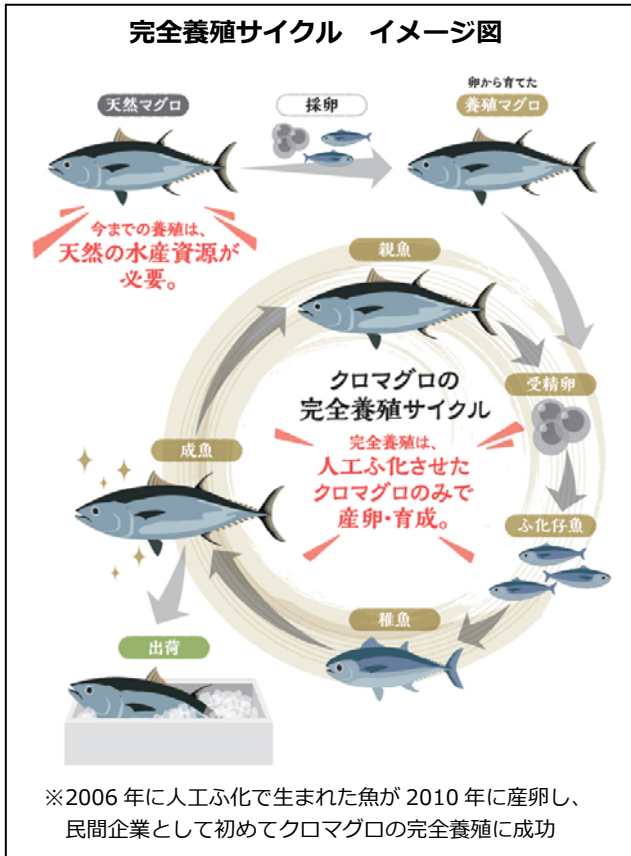 完全養殖サイクル　イメージ図
天然マグロ
採卵
卵から育てた
養殖マグロ
今までの養殖は、
天然の水産資源が
必要。
親魚
クロマグロの
完全養殖サイクル
完全養殖は、
人工ふ化させた
クロマグロのみで
産卵・育成。
受精卵
成魚
ふ化仔魚
稚魚
出荷
※2006 年に人工ふ化で生まれた魚が 2010 年に産卵し、
民間企業として初めてクロマグロの完全養殖に成功